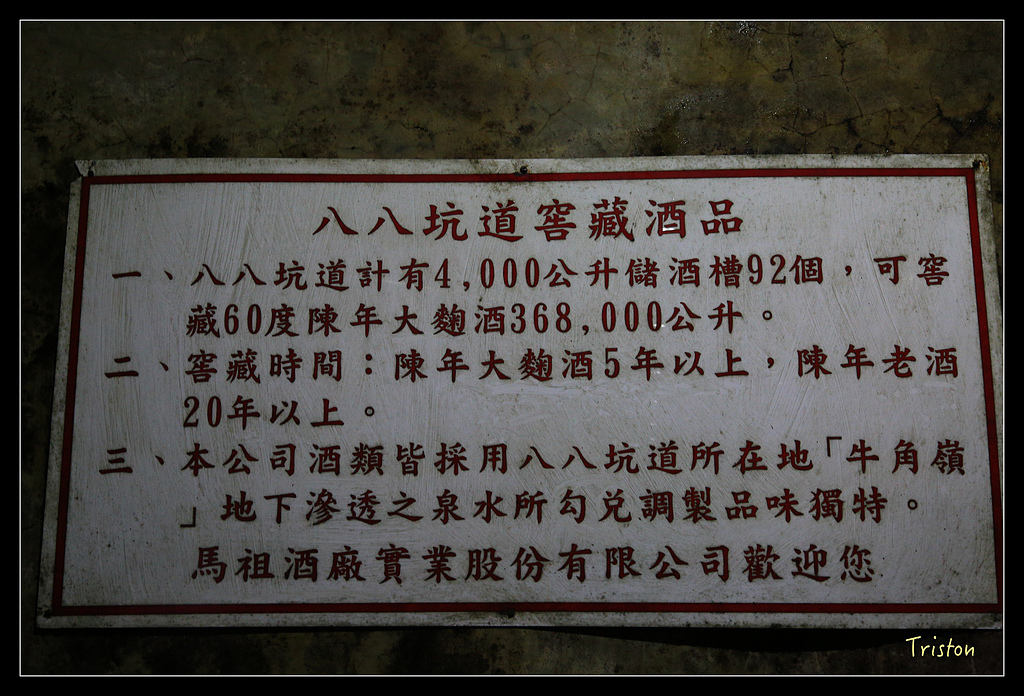 八八坑道窖藏酒品
一、八八坑道計有4,000公升儲酒槽92個，可窖
藏60度陳年大麴酒368,000公升。
二、窖藏時間：陳年大麴酒5年以上，陳年老酒
20年以上。
三、本公司酒類皆採用八八坑道所在地「牛角嶺
」地下滲透之泉水所勾兌調製品味獨特。
馬祖酒廠實業股份有限公司歡迎您
Triston